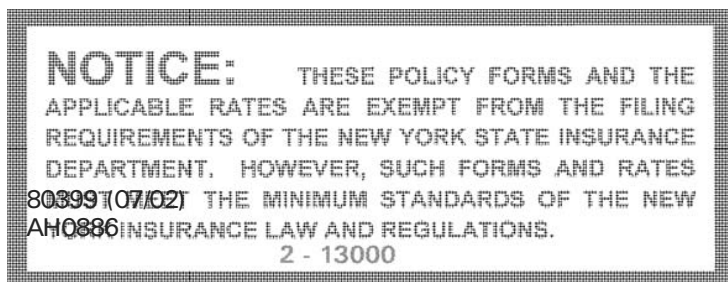 NOTICE: THESE POLICY FORMS AND THE
APPLICABLE RATES ARE EXEMPT FROM THE FILING
REQUIREMENTS OF THE NEW YORK STATE INSURANCE
DEPARTMENT. HOWEVER, SUCH FORMS AND RATES
80399 (07/02) THE MINIMUM STANDARDS OF THE NEW
AH0886 INSURANCE LAW AND REGULATIONS.
2 - 13000